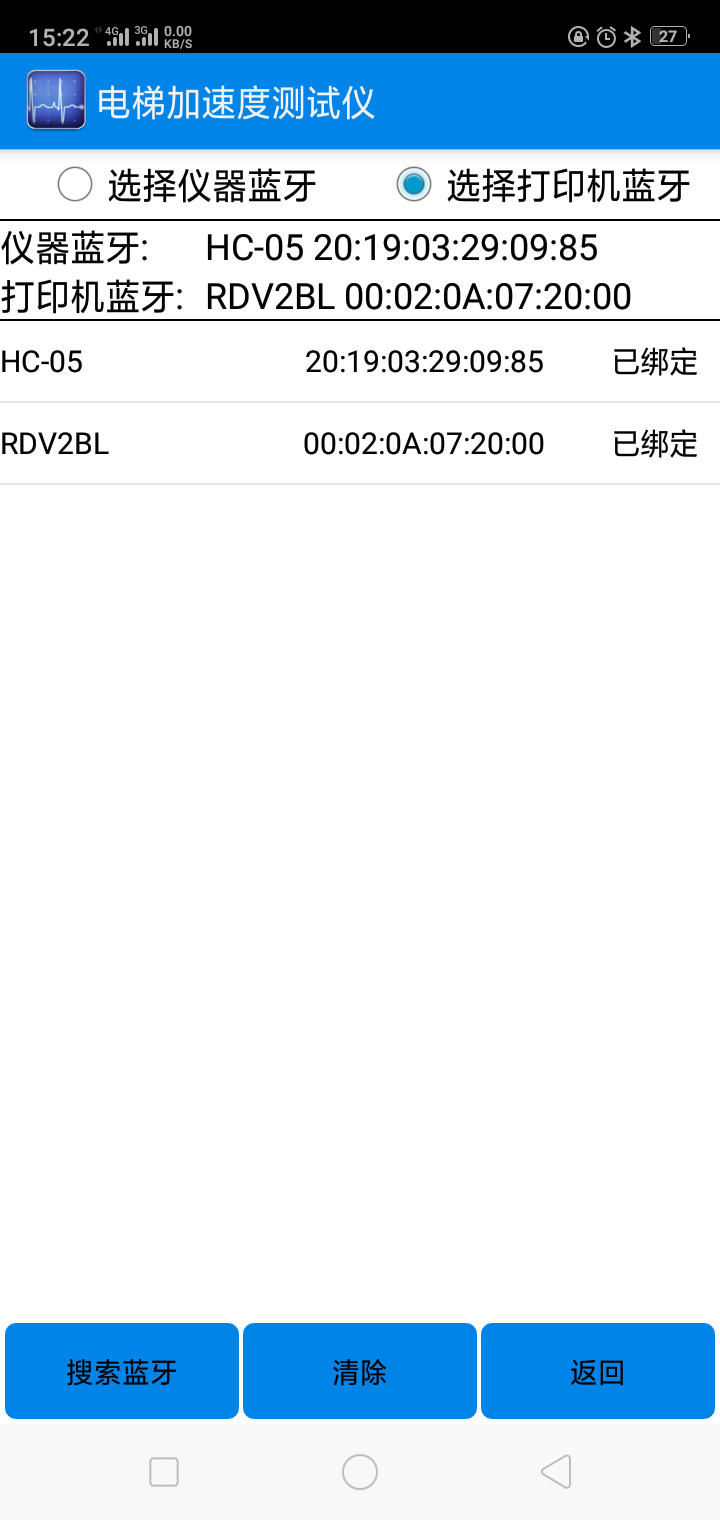 15:22 4G 3G 0.00 KB/S 27
电梯加速度测试仪
选择仪器蓝牙 选择打印机蓝牙
仪器蓝牙: HC-05 20:19:03:29:09:85
打印机蓝牙: RDV2BL 00:02:0A:07:20:00
HC-05 20:19:03:29:09:85 已绑定
RDV2BL 00:02:0A:07:20:00 已绑定
搜索蓝牙 清除 返回